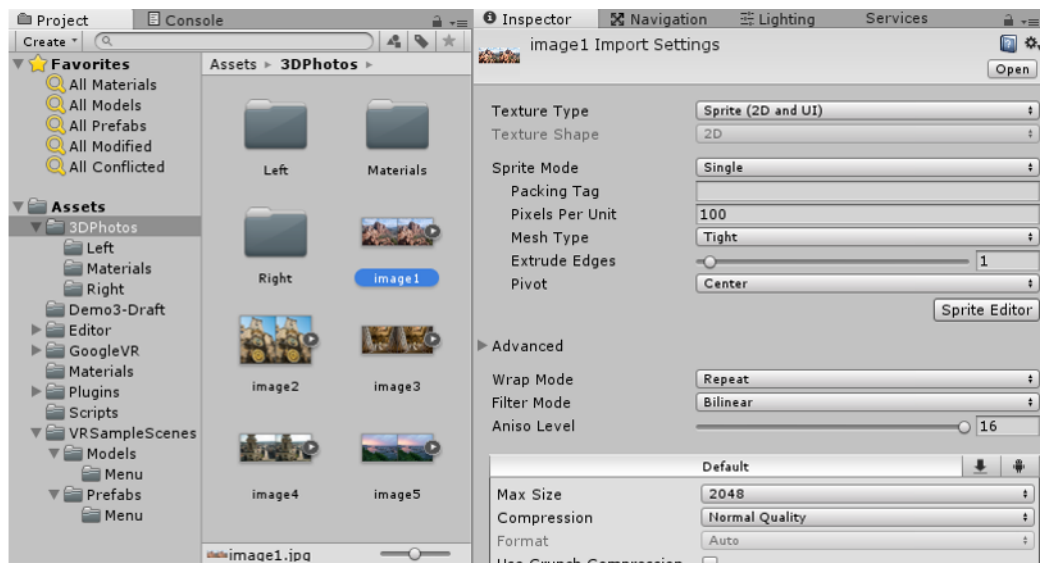 Project
Console
Create
Favorites
All Materials
All Models
All Prefabs
All Modified
All Conflicted
Assets
3DPhotos
Left
Materials
Right
Demo3-Draft
Editor
GoogleVR
Materials
Plugins
Scripts
VRSampleScenes
Models
Menu
Prefabs
Menu
Assets 3DPhotos
Left
Materials
Right
image1
image2
image3
image4
image5
image1.jpg
Inspector
Navigation
Lighting
Services
image1 Import Settings
Open
Texture Type Sprite (2D and UI)
Texture Shape 2D
Sprite Mode Single
Packing Tag
Pixels Per Unit 100
Mesh Type Tight
Extrude Edges 1
Pivot Center
Sprite Editor
Advanced
Wrap Mode Repeat
Filter Mode Bilinear
Aniso Level 16
Default
Max Size 2048
Compression Normal Quality
Format Auto
Use Crunch Compression